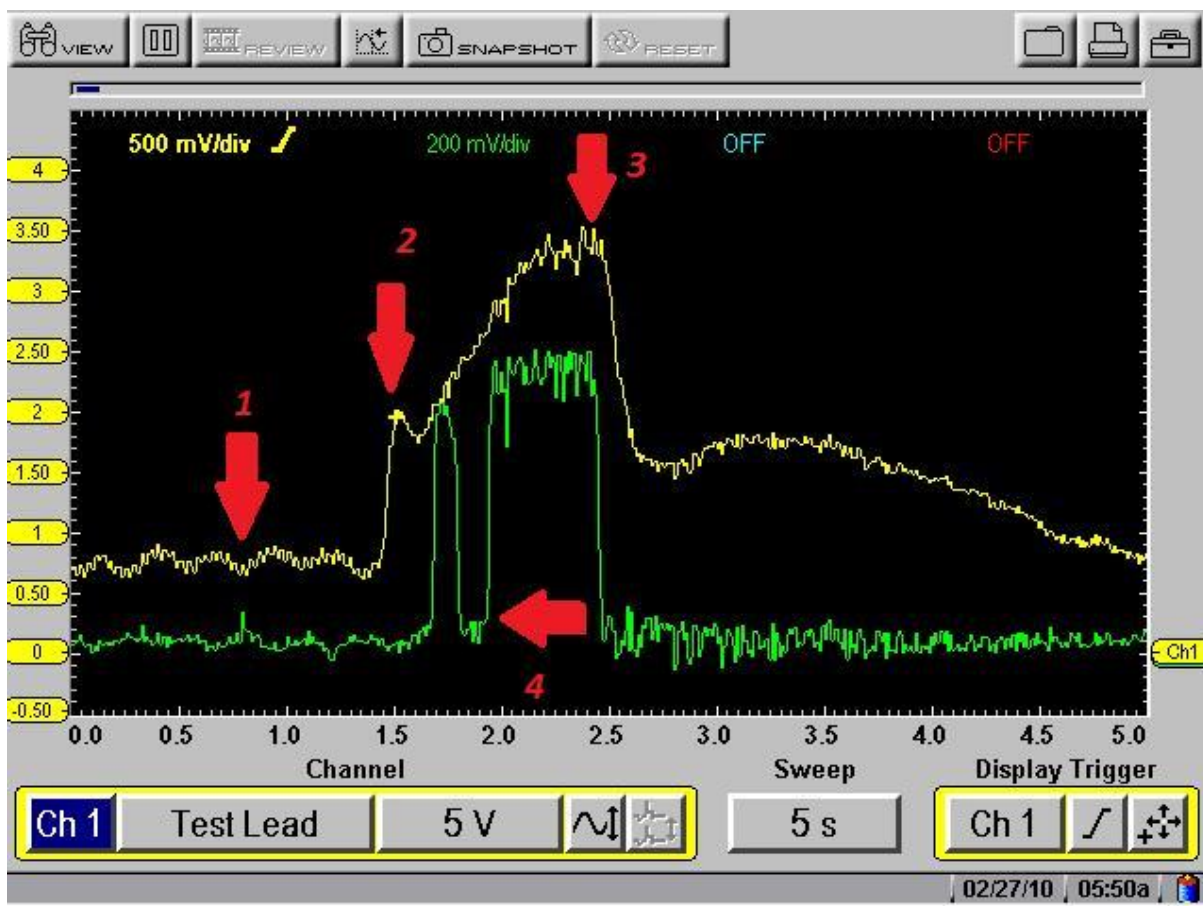 VIEW REVIEW SNAPSHOT RESET
500 mV/div 200 mV/div OFF OFF
3
2
1
4
4
3.50
3
2.50
2
1.50
1
0.50
0
-0.50
Ch1
0.0 0.5 1.0 1.5 2.0 2.5 3.0 3.5 4.0 4.5 5.0
Channel Sweep Display Trigger
Ch 1 Test Lead 5 V 5 s Ch 1
02/27/10 05:50a